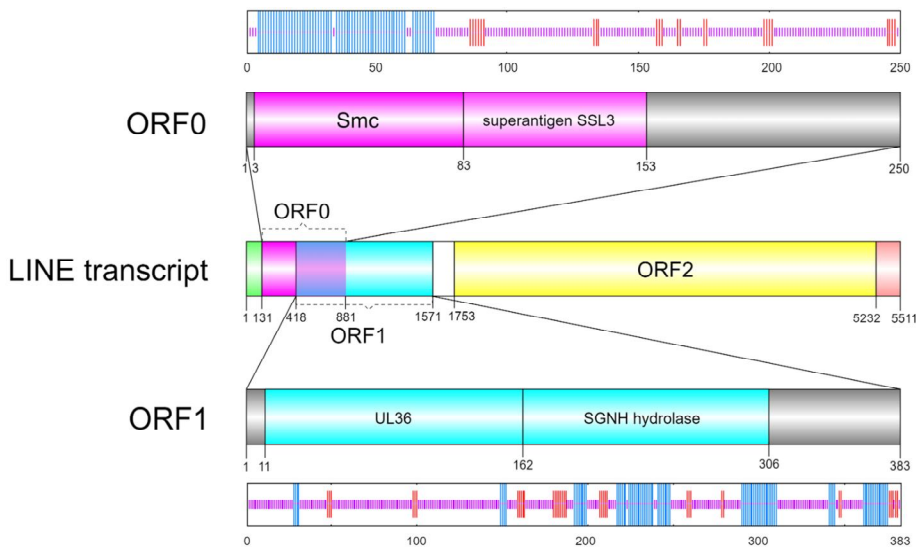 0 50 100 150 200 250
ORF0
Smc
superantigen SSL3
1 3 83 153 250
ORF0
LINE transcript
ORF2
1 131 416 881 1571 1753 5232 5511
ORF1
ORF1
UL36
SGNH hydrolase
1 11 162 306 383
0 100 200 300 383